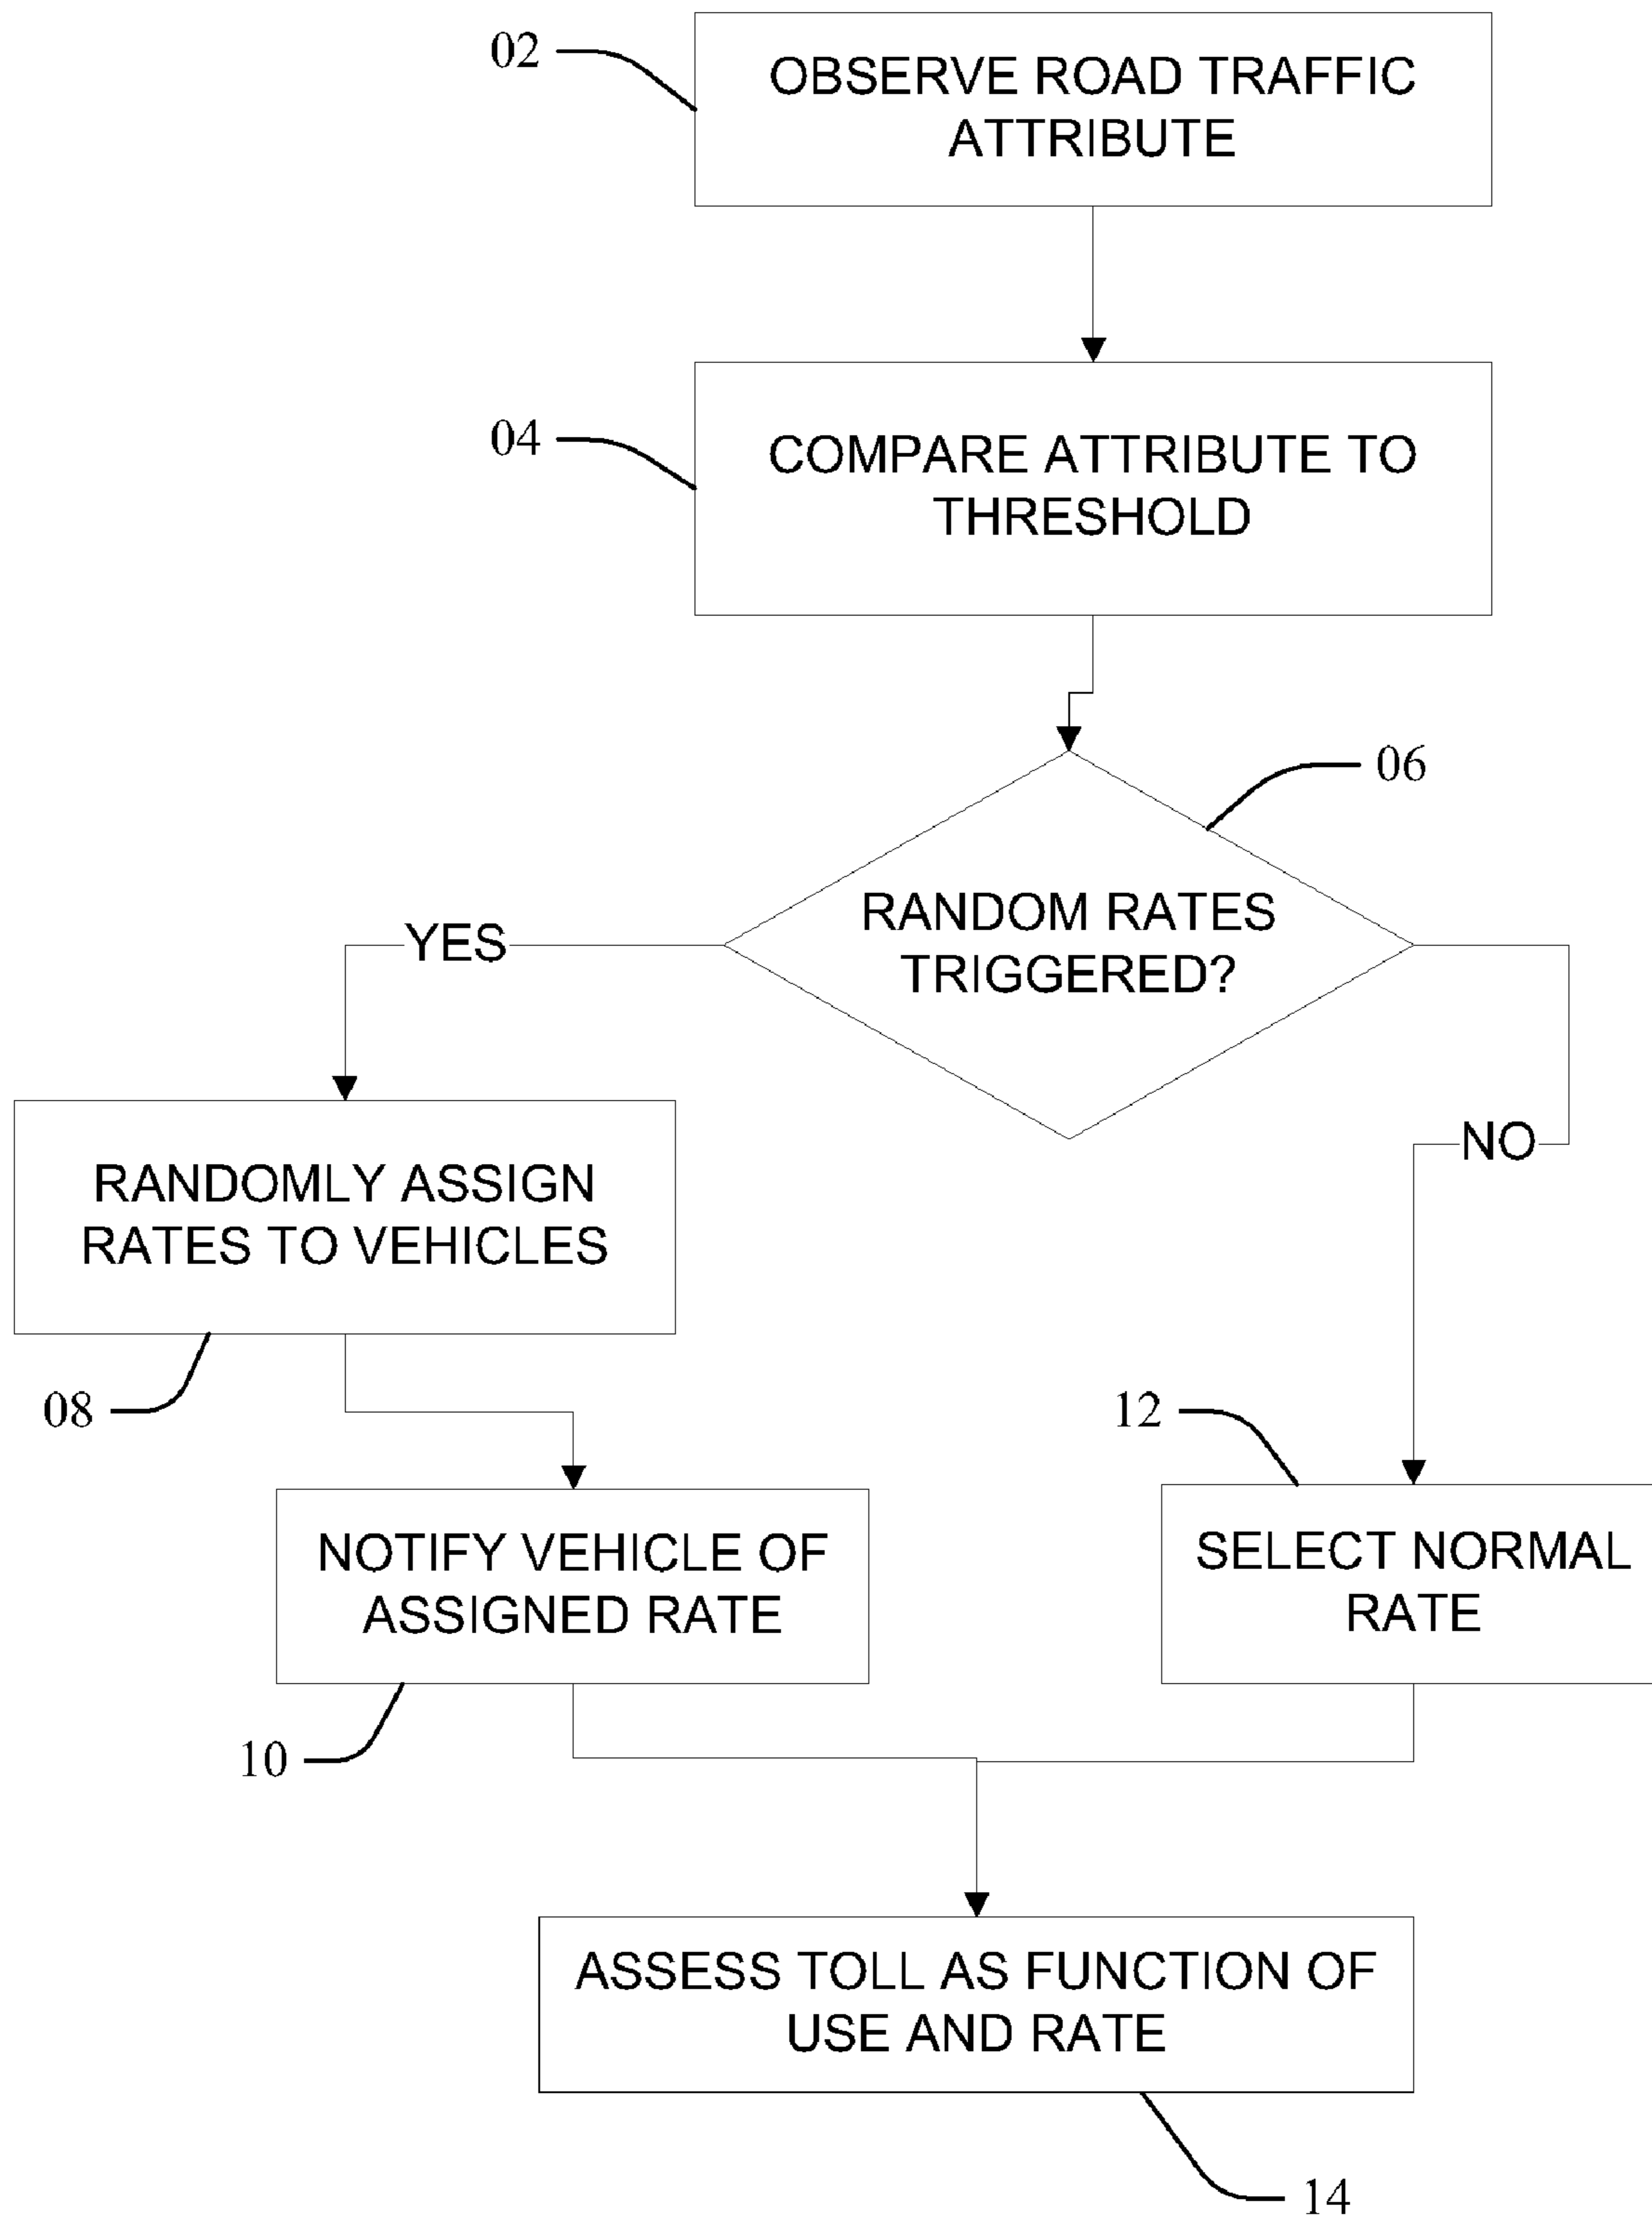 02
OBSERVE ROAD TRAFFIC
ATTRIBUTE
04
COMPARE ATTRIBUTE TO
THRESHOLD
06
RANDOM RATES
TRIGGERED?
YES
NO
RANDOMLY ASSIGN
RATES TO VEHICLES
08
12
NOTIFY VEHICLE OF
ASSIGNED RATE
SELECT NORMAL
RATE
10
ASSESS TOLL AS FUNCTION OF
USE AND RATE
14